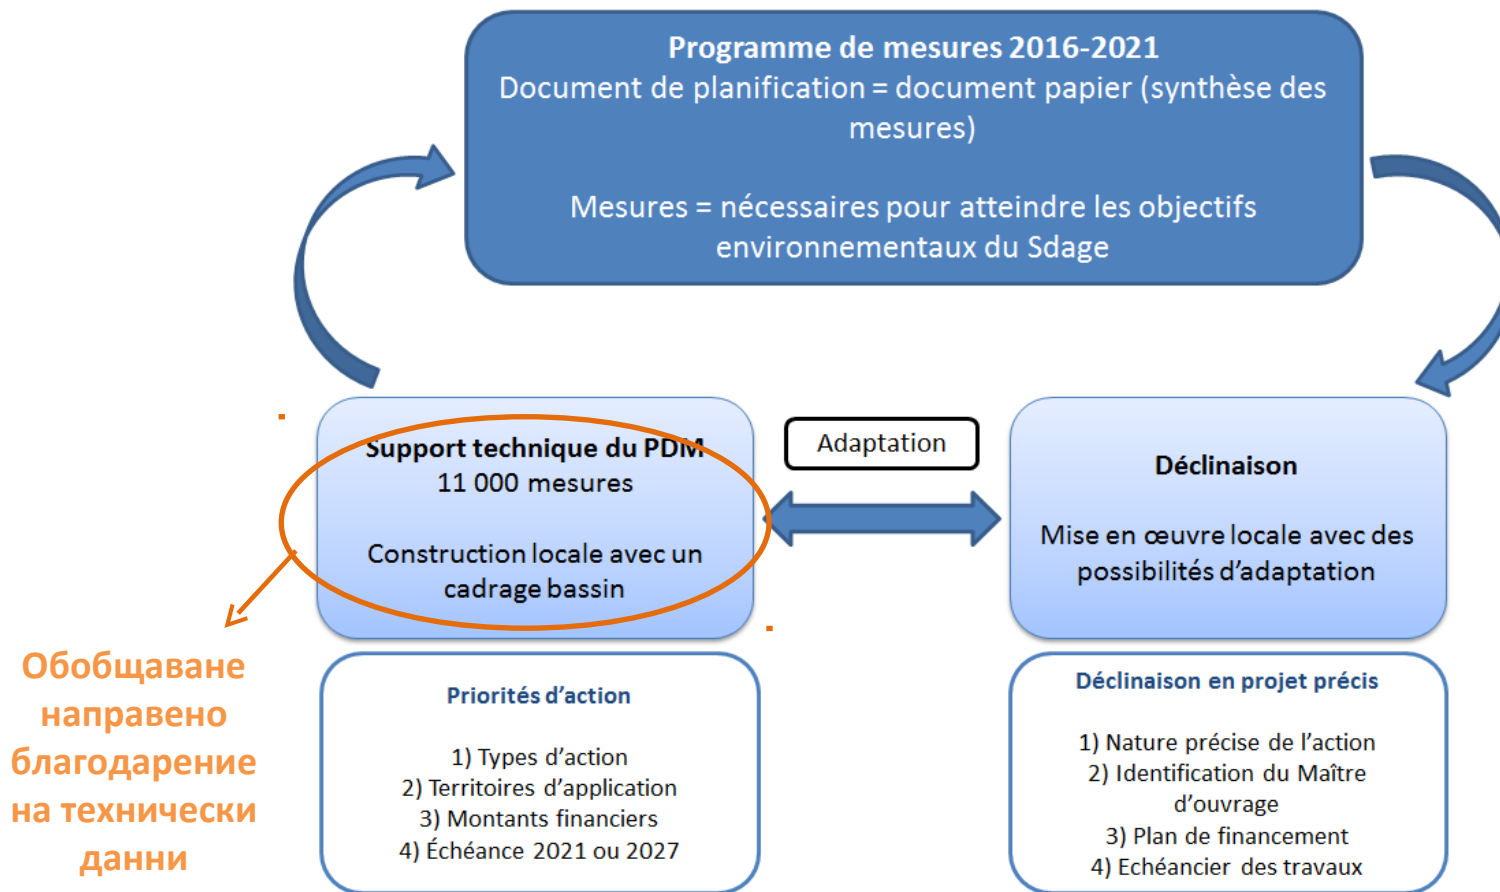 Programme de mesures 2016-2021
Document de planification = document papier (synthèse des
mesures)
Mesures = nécessaires pour atteindre les objectifs
environnementaux du Sdage
Support technique du PDM
11 000 mesures
Construction locale avec un
cadrage bassin
Adaptation
Déclinaison
Mise en œuvre locale avec des
possibilités d’adaptation
Обобщаване
направено
благодарение
на технически
данни
Priorités d’action
1) Types d’action
2) Territoires d’application
3) Montants financiers
4) Échéance 2021 ou 2027
Déclinaison en projet précis
1) Nature précise de l’action
2) Identification du Maître
d’ouvrage
3) Plan de financement
4) Echéancier des travaux